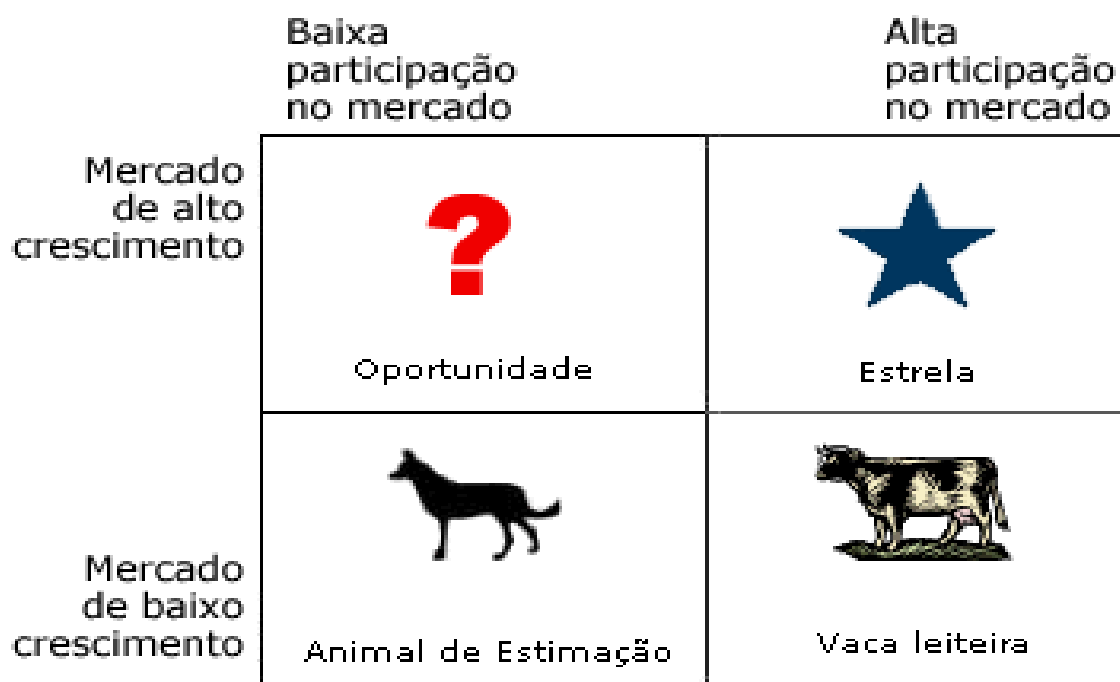 Baixa
participação
no mercado
Alta
participação
no mercado
Mercado
de alto
crescimento
?
Oportunidade
Estrela
Mercado
de baixo
crescimento
Animal de Estimação
Vaca leiteira